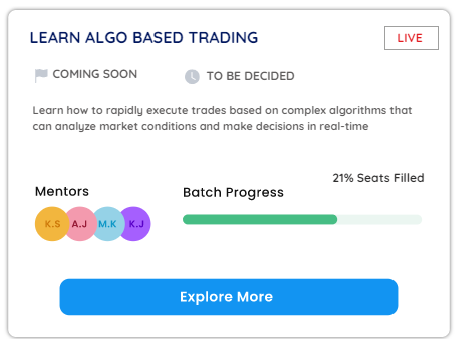 LEARN ALGO BASED TRADING
LIVE
COMING SOON
TO BE DECIDED
Learn how to rapidly execute trades based on complex algorithms that
can analyze market conditions and make decisions in real-time
21% Seats Filled
Mentors
Batch Progress
K.S A.J M.K K.J
Explore More